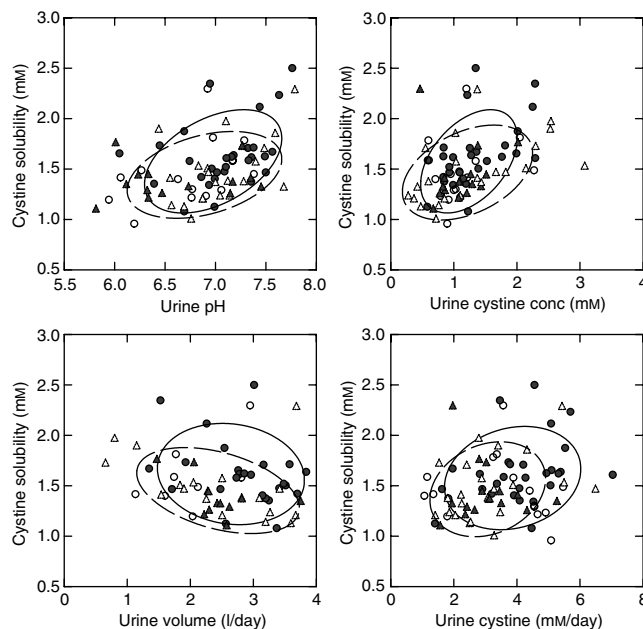 Cystine solubility (mM)
3.0
2.5
2.0
1.5
1.0
0.5
5.5 6.0 6.5 7.0 7.5 8.0
Urine pH
Cystine solubility (mM)
3.0
2.5
2.0
1.5
1.0
0.5
0 1 2 3 4
Urine cystine conc (mM)
Cystine solubility (mM)
3.0
2.5
2.0
1.5
1.0
0.5
0 1 2 3 4
Urine volume (l/day)
Cystine solubility (mM)
3.0
2.5
2.0
1.5
1.0
0.5
0 2 4 6 8
Urine cystine (mM/day)